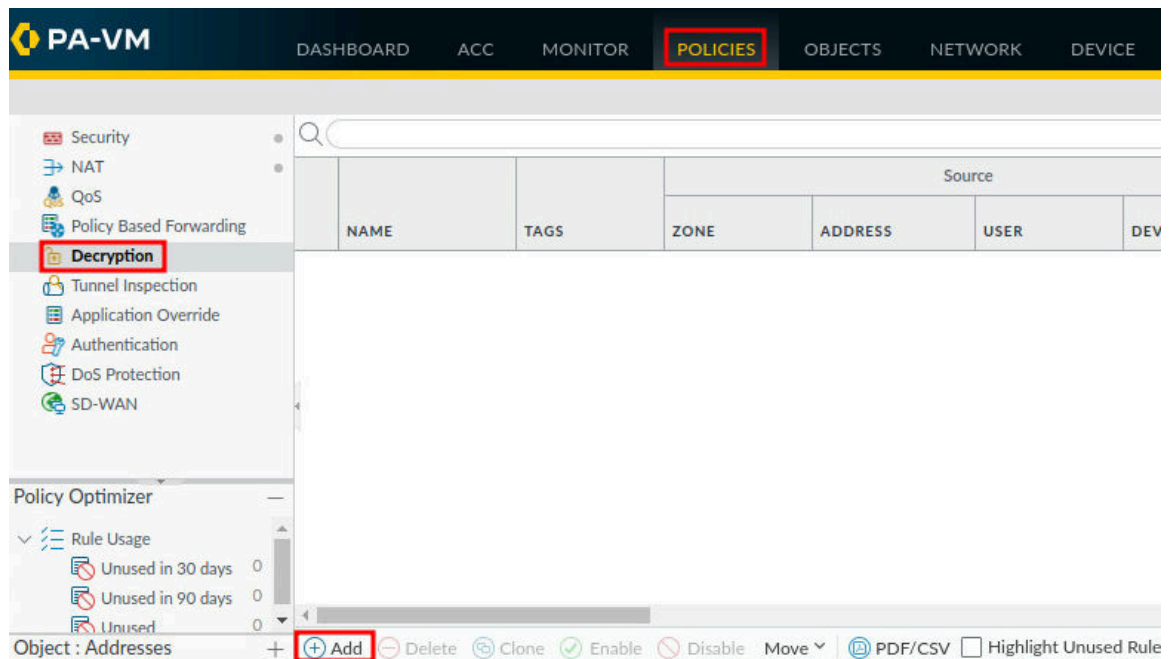 PA-VM
DASHBOARD ACC MONITOR POLICIES OBJECTS NETWORK DEVICE
Security
NAT
QoS
Policy Based Forwarding
Decryption
Tunnel Inspection
Application Override
Authentication
DoS Protection
SD-WAN
Source
NAME TAGS ZONE ADDRESS USER DEV
Policy Optimizer
Rule Usage
Unused in 30 days 0
Unused in 90 days 0
Unused 0
Object : Addresses
Add Delete Clone Enable Disable Move PDF/CSV Highlight Unused Rule